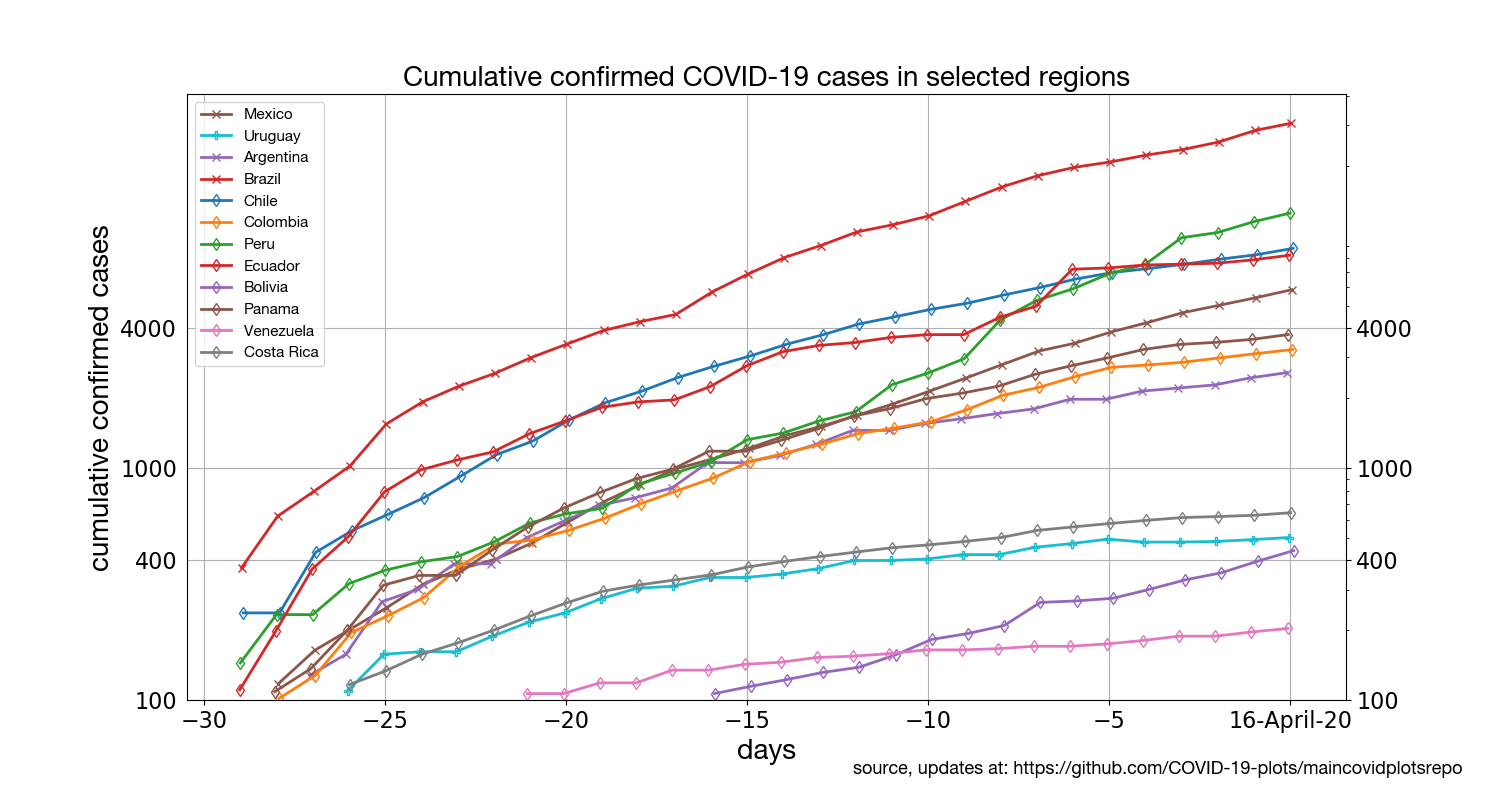 Cumulative confirmed COVID-19 cases in selected regions
Mexico
Uruguay
Argentina
Brazil
Chile
Colombia
Peru
Ecuador
Bolivia
Panama
Venezuela
Costa Rica
cumulative confirmed cases
4000
1000
400
100
4000
1000
400
100
−30
−25
−20
−15
−10
−5
16-April-20
days
source, updates at: https://github.com/COVID-19-plots/maincovidplotsrepo